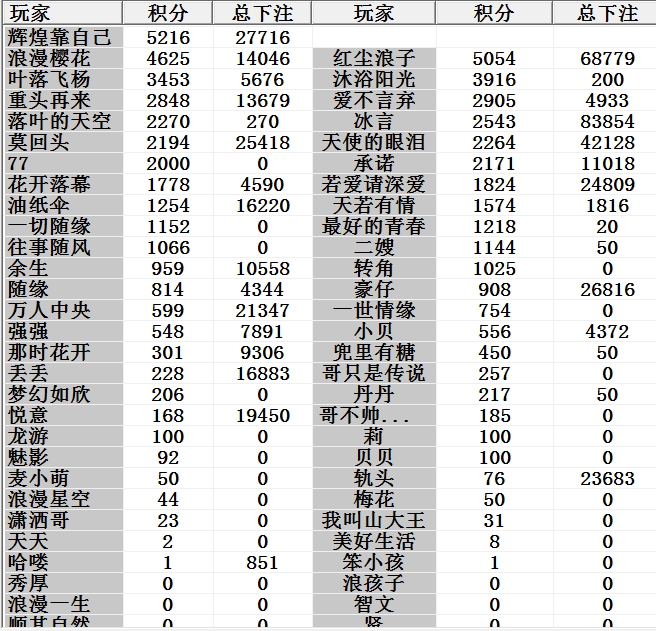 玩家 积分 总下注 玩家 积分 总下注
辉煌靠自己 5216 27716
浪漫樱花 4625 14046 红尘浪子 5054 68779
叶落飞杨 3453 5676 沐浴阳光 3916 200
重头再来 2848 13679 爱不言弃 2905 4933
落叶的天空 2270 270 冰言 2543 83854
莫回头 2194 25418 天使的眼泪 2264 42128
77 2000 0 承诺 2171 11018
花开落幕 1778 4590 若爱请深爱 1824 24809
油纸伞 1254 16220 天若有情 1574 1816
一切随缘 1152 0 最好的青春 1218 20
往事随风 1066 0 二嫂 1144 50
余生 959 10558 转角 1025 0
随缘 814 4344 豪仔 908 26816
万人中央 599 21347 一世情缘 754 0
强强 548 7891 小贝 556 4372
那时花开 301 9306 兜里有糖 450 50
丢丢 228 16883 哥只是传说 257 0
梦幻如欣 206 0 丹丹 217 50
悦意 168 19450 哥不帅... 185 0
龙游 100 0 莉 100 0
魅影 92 0 贝贝 100 0
麦小萌 50 0 轨头 76 23683
浪漫星空 44 0 梅花 50 0
潇洒哥 23 0 我叫山大王 31 0
天天 2 0 美好生活 8 0
哈喽 1 851 笨小孩 1 0
秀厚 0 0 浪孩子 0 0
浪漫一生 0 0 智文 0 0
顺其自然 0 0 贤 0 0